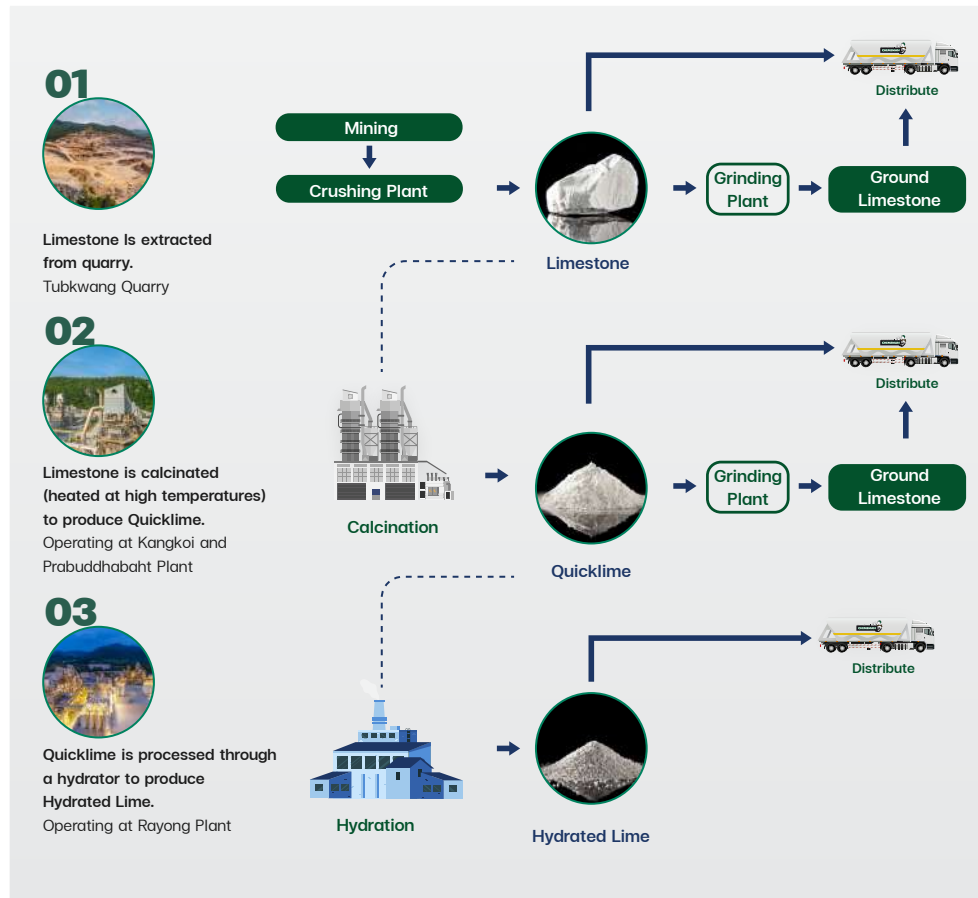 01
Limestone Is extracted
from quarry.
Tubkwang Quarry
Mining
Crushing Plant
Limestone
Grinding
Plant
Ground
Limestone
Distribute
02
Limestone is calcinated
(heated at high temperatures)
to produce Quicklime.
Operating at Kangkoi and
Prabuddhabaht Plant
Calcination
Quicklime
Grinding
Plant
Ground
Limestone
Distribute
03
Quicklime is processed through
a hydrator to produce
Hydrated Lime.
Operating at Rayong Plant
Hydration
Hydrated Lime
Distribute